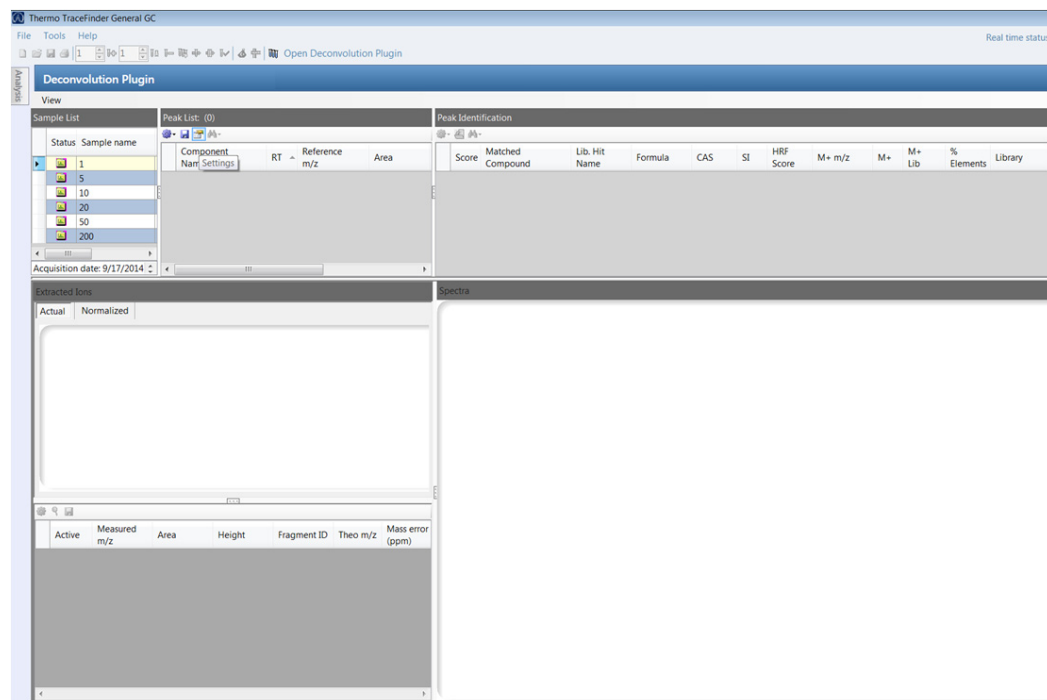 Thermo TraceFinder General GC
File Tools Help
Real time status
1 1 Open Deconvolution Plugin
Analysis
Deconvolution Plugin
View
Sample List
Status Sample name
1
5
10
20
50
200
Acquisition date: 9/17/2014
Peak List: (0)
Component Nam RT Reference m/z Area
Settings
Peak Identification
Score Matched Compound Lib. Hit Name Formula CAS SI HRF Score M+ m/z M+ M+ Lib % Elements Library
Extracted Ions
Actual Normalized
Active Measured m/z Area Height Fragment ID Theo m/z Mass error (ppm)
Spectra